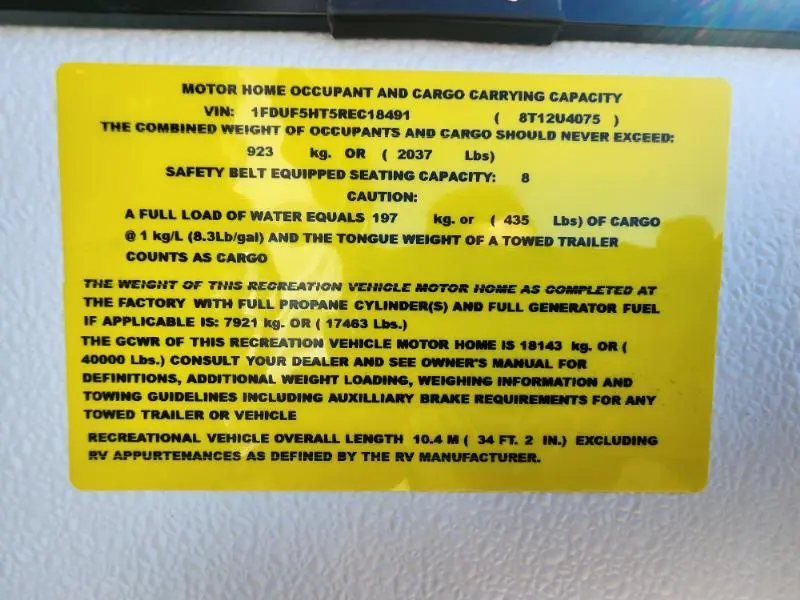 MOTOR HOME OCCUPANT AND CARGO CARRYING CAPACITY
VIN: 1FDUF5HT5REC18491 ( 8T12U4075 )
THE COMBINED WEIGHT OF OCCUPANTS AND CARGO SHOULD NEVER EXCEED:
923 kg. OR ( 2037 Lbs)
SAFETY BELT EQUIPPED SEATING CAPACITY: 8
CAUTION:
A FULL LOAD OF WATER EQUALS 197 kg. or ( 435 Lbs) OF CARGO
@ 1 kg/L (8.3Lb/gal) AND THE TONGUE WEIGHT OF A TOWED TRAILER
COUNTS AS CARGO
THE WEIGHT OF THIS RECREATION VEHICLE MOTOR HOME AS COMPLETED AT
THE FACTORY WITH FULL PROPANE CYLINDER(S) AND FULL GENERATOR FUEL
IF APPLICABLE IS: 7921 kg. OR ( 17463 Lbs.)
THE GCWR OF THIS RECREATION VEHICLE MOTOR HOME IS 18143 kg. OR (
40000 Lbs.) CONSULT YOUR DEALER AND SEE OWNER'S MANUAL FOR
DEFINITIONS, ADDITIONAL WEIGHT LOADING, WEIGHING INFORMATION AND
TOWING GUIDELINES INCLUDING AUXILLIARY BRAKE REQUIREMENTS FOR ANY
TOWED TRAILER OR VEHICLE
RECREATIONAL VEHICLE OVERALL LENGTH 10.4 M ( 34 FT. 2 IN.) EXCLUDING
RV APPURTENANCES AS DEFINED BY THE RV MANUFACTURER.